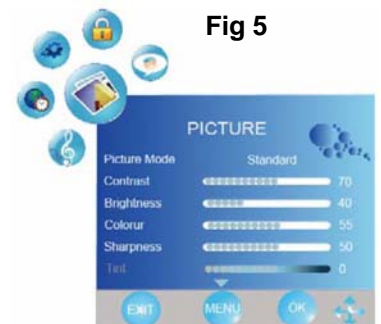 Fig 5
PICTURE
Picture Mode Standard
Contrast 70
Brightness 40
Colorur 55
Sharpness 50
Tint 0
EXIT MENU OK